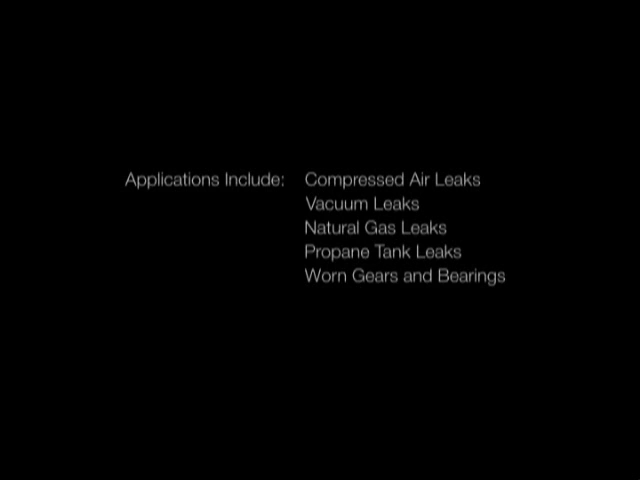 Applications Include: Compressed Air Leaks
Vacuum Leaks
Natural Gas Leaks
Propane Tank Leaks
Worn Gears and Bearings